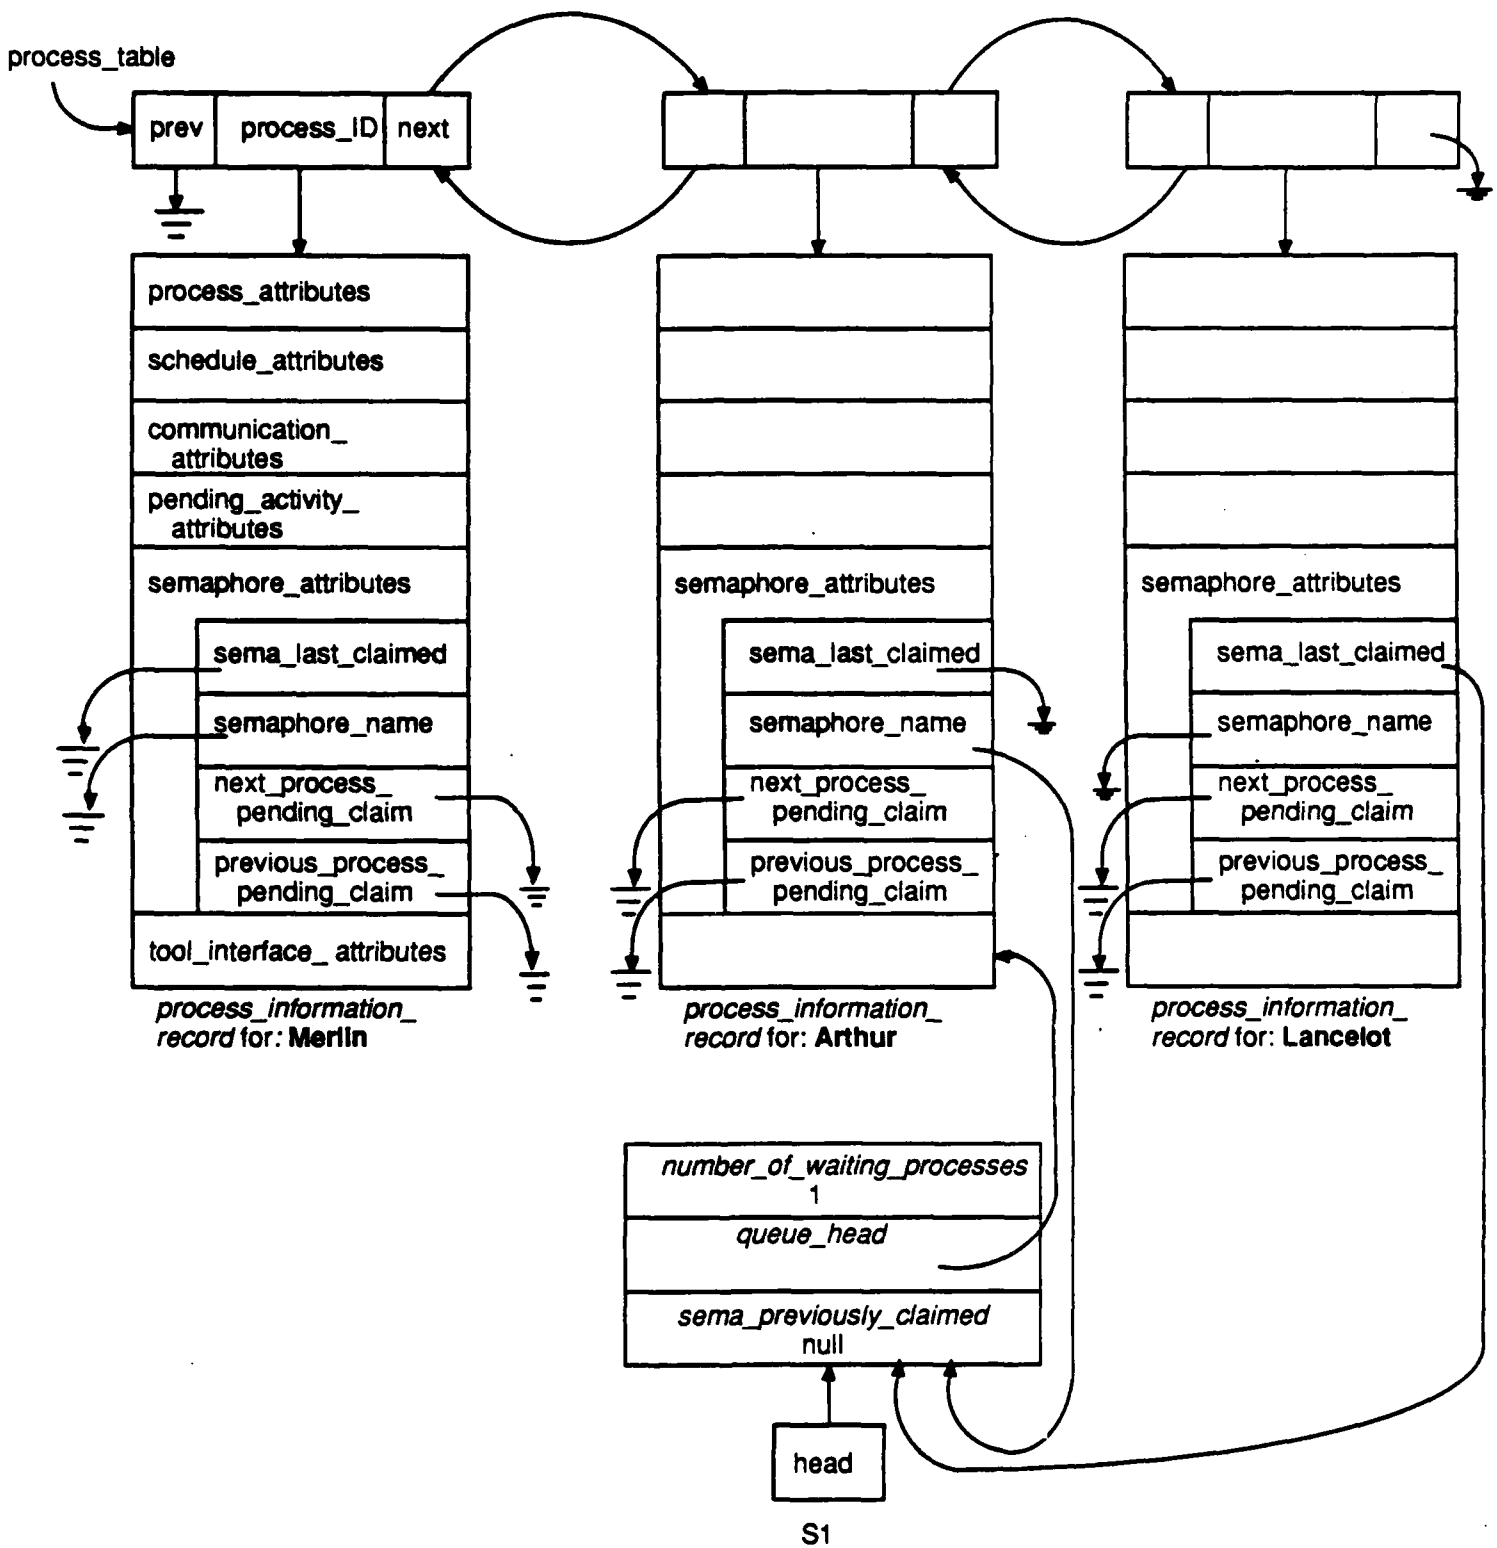 process_table
prev process_ID next
process_attributes
schedule_attributes
communication_
attributes
pending_activity_
attributes
semaphore_attributes
sema_last_claimed
semaphore_name
next_process_
pending_claim
previous_process_
pending_claim
tool_interface_ attributes
process_information_
record for: Merlin
semaphore_attributes
sema_last_claimed
semaphore_name
next_process_
pending_claim
previous_process_
pending_claim
process_information_
record for: Arthur
semaphore_attributes
sema_last_claimed
semaphore_name
next_process_
pending_claim
previous_process_
pending_claim
process_information_
record for: Lancelot
number_of_waiting_processes
1
queue_head
sema_previously_claimed
null
head
S1